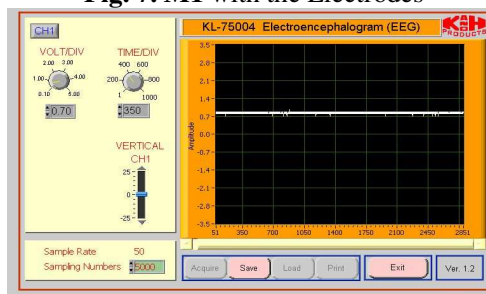 Fig. 7. MT with the Electrodes
CH1
VOLT/DIV
TIME/DIV
2.00 3.00
400 600
1.00 4.00
200 800
0.10 5.00
1 1000
0.70
350
VERTICAL
CH1
25
0
-25
Sample Rate 50
Sampling Numbers 5000
KL-75004 Electroencephalogram (EEG)
K&H
PRODUCTS
Amplitude
3.5
2.8
2.1
1.4
0.7
0.0
-0.7
-1.4
-2.1
-2.8
-3.5
51 350 700 1050 1400 1750 2100 2450 2851
Acquire Save Load Print Exit Ver. 1.2